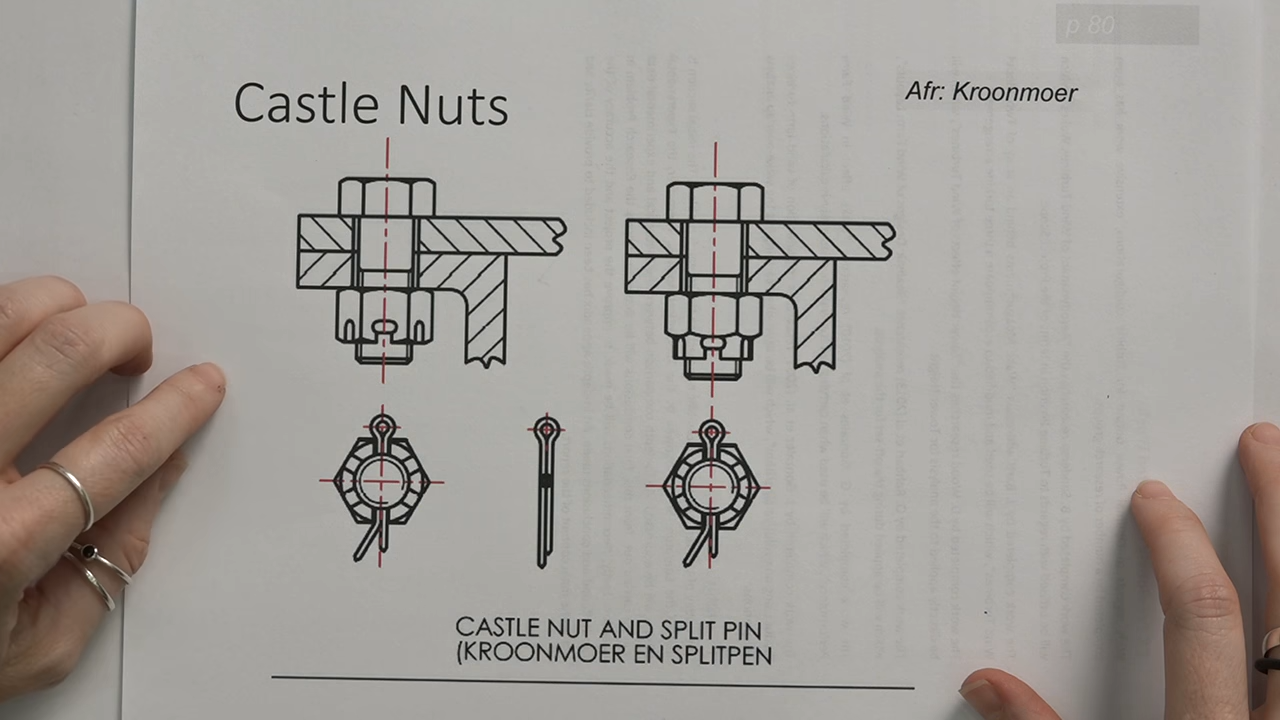 p 80
Castle Nuts
Afr: Kroonmoer
CASTLE NUT AND SPLIT PIN
(KROONMOER EN SPLITPEN